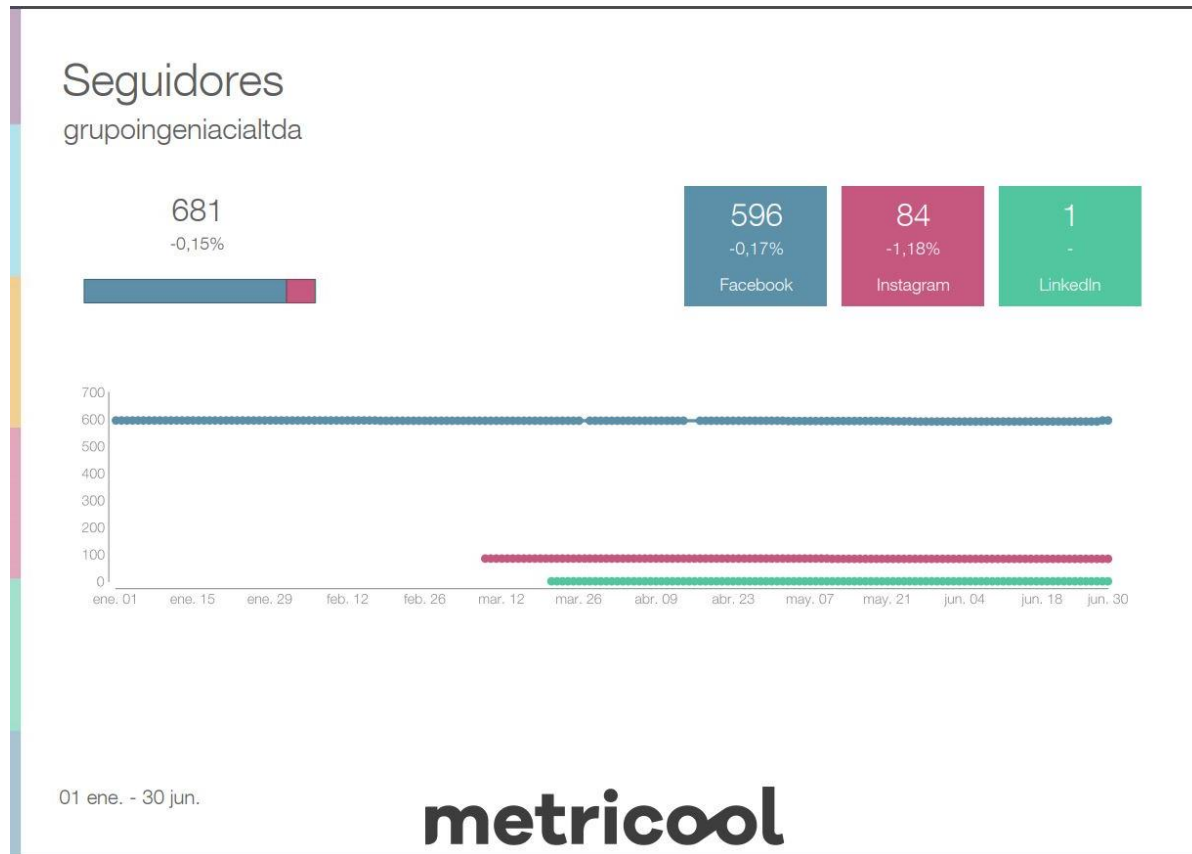 Seguidores
grupoingeniacialtda
681
-0,15%
596
-0,17%
Facebook
84
-1,18%
Instagram
1
-
LinkedIn
700
600
500
400
300
200
100
0
ene. 01 ene. 15 ene. 29 feb. 12 feb. 26 mar. 12 mar. 26 abr. 09 abr. 23 may. 07 may. 21 jun. 04 jun. 18 jun. 30
01 ene. - 30 jun.
metricool